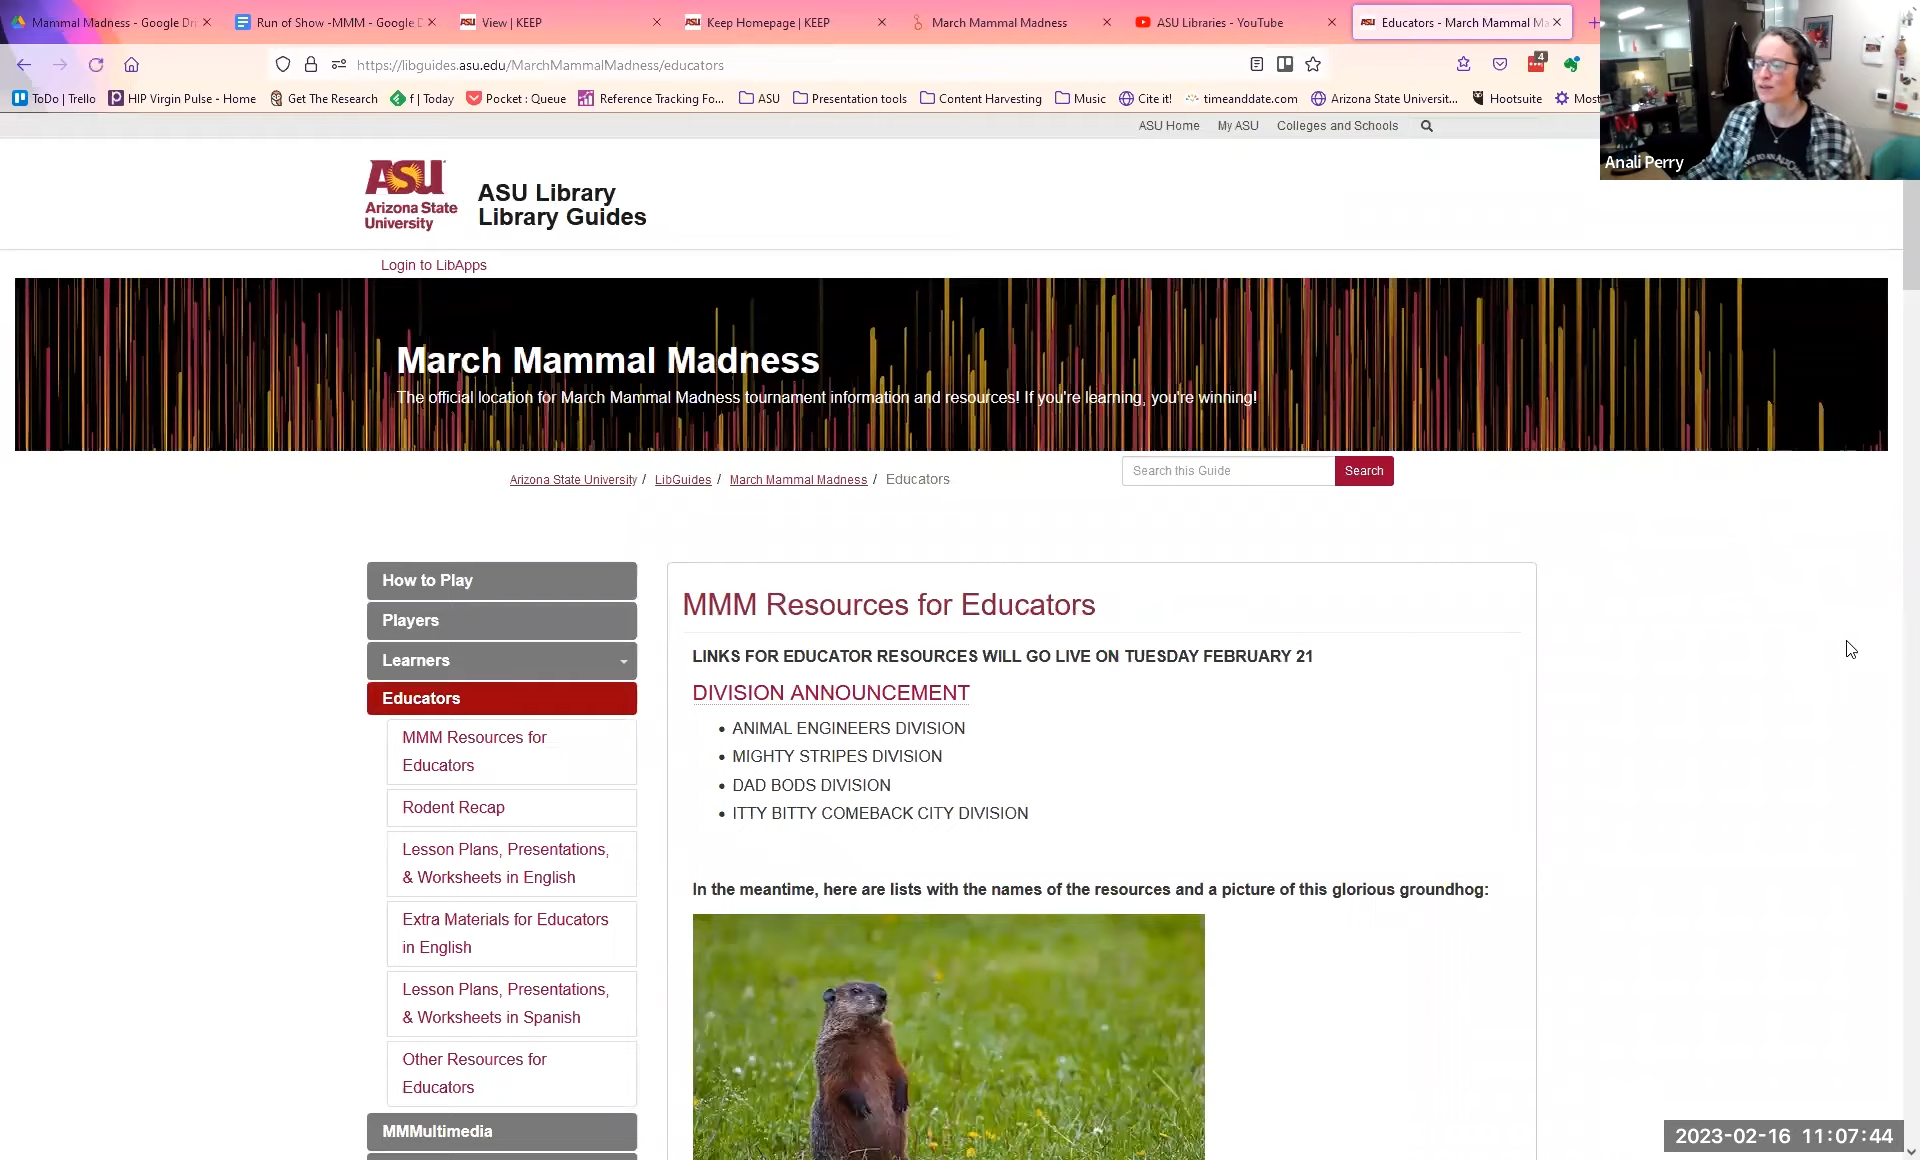 Mammal Madness - Google Dri
Run of Show -MMM - Google D
View | KEEP
Keep Homepage | KEEP
March Mammal Madness
ASU Libraries - YouTube
Educators - March Mammal Ma
https://libguides.asu.edu/MarchMammalMadness/educators
4
ToDo | Trello
HIP Virgin Pulse - Home
Get The Research
f | Today
Pocket : Queue
Reference Tracking Fo...
ASU
Presentation tools
Content Harvesting
Music
Cite it!
timeanddate.com
Arizona State Universit...
Hootsuite
Most
Anali Perry
ASU Home
My ASU
Colleges and Schools
ASU
Arizona State
University
ASU Library
Library Guides
Login to LibApps
March Mammal Madness
The official location for March Mammal Madness tournament information and resources! If you're learning, you're winning!
Arizona State University / LibGuides / March Mammal Madness / Educators
Search this Guide
Search
How to Play
Players
Learners
Educators
MMM Resources for
Educators
Rodent Recap
Lesson Plans, Presentations,
& Worksheets in English
Extra Materials for Educators
in English
Lesson Plans, Presentations,
& Worksheets in Spanish
Other Resources for
Educators
MMMultimedia
MMM Resources for Educators
LINKS FOR EDUCATOR RESOURCES WILL GO LIVE ON TUESDAY FEBRUARY 21
DIVISION ANNOUNCEMENT
• ANIMAL ENGINEERS DIVISION
• MIGHTY STRIPES DIVISION
• DAD BODS DIVISION
• ITTY BITTY COMEBACK CITY DIVISION
In the meantime, here are lists with the names of the resources and a picture of this glorious groundhog:
2023-02-16 11:07:44